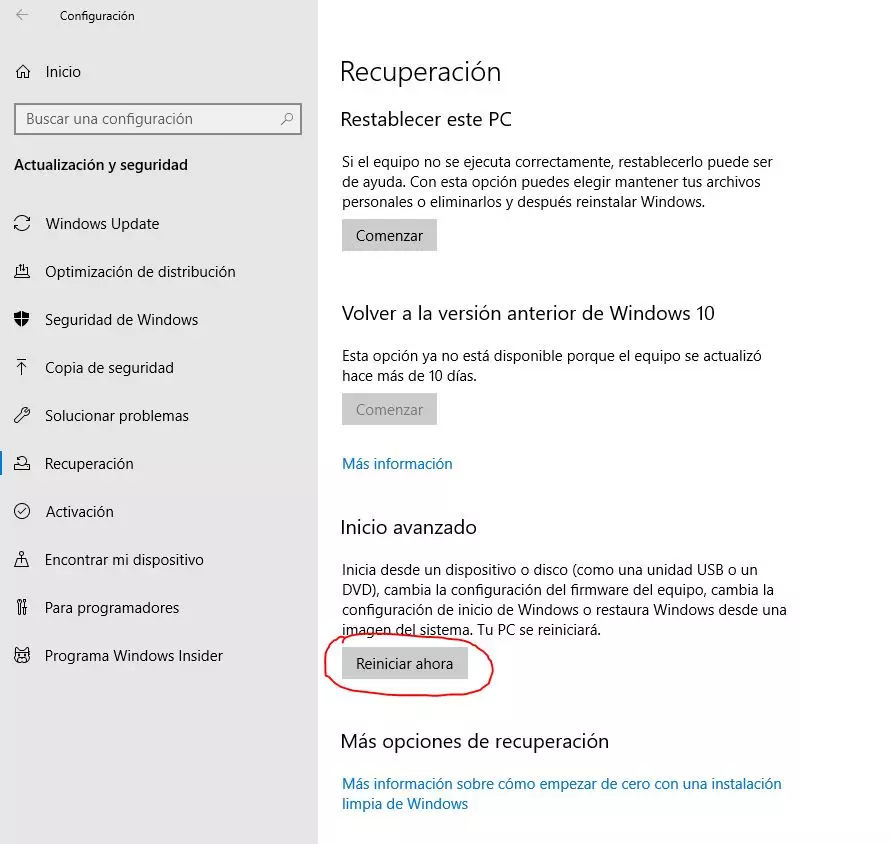 Configuración
Inicio
Buscar una configuración
Actualización y seguridad
Windows Update
Optimización de distribución
Seguridad de Windows
Copia de seguridad
Solucionar problemas
Recuperación
Activación
Encontrar mi dispositivo
Para programadores
Programa Windows Insider
Recuperación
Restablecer este PC
Si el equipo no se ejecuta correctamente, restablecerlo puede ser
de ayuda. Con esta opción puedes elegir mantener tus archivos
personales o eliminarlos y después reinstalar Windows.
Comenzar
Volver a la versión anterior de Windows 10
Esta opción ya no está disponible porque el equipo se actualizó
hace más de 10 días.
Comenzar
Más información
Inicio avanzado
Inicia desde un dispositivo o disco (como una unidad USB o un
DVD), cambia la configuración del firmware del equipo, cambia la
configuración de inicio de Windows o restaura Windows desde una
imagen del sistema. Tu PC se reiniciará.
Reiniciar ahora
Más opciones de recuperación
Más información sobre cómo empezar de cero con una instalación
limpia de Windows